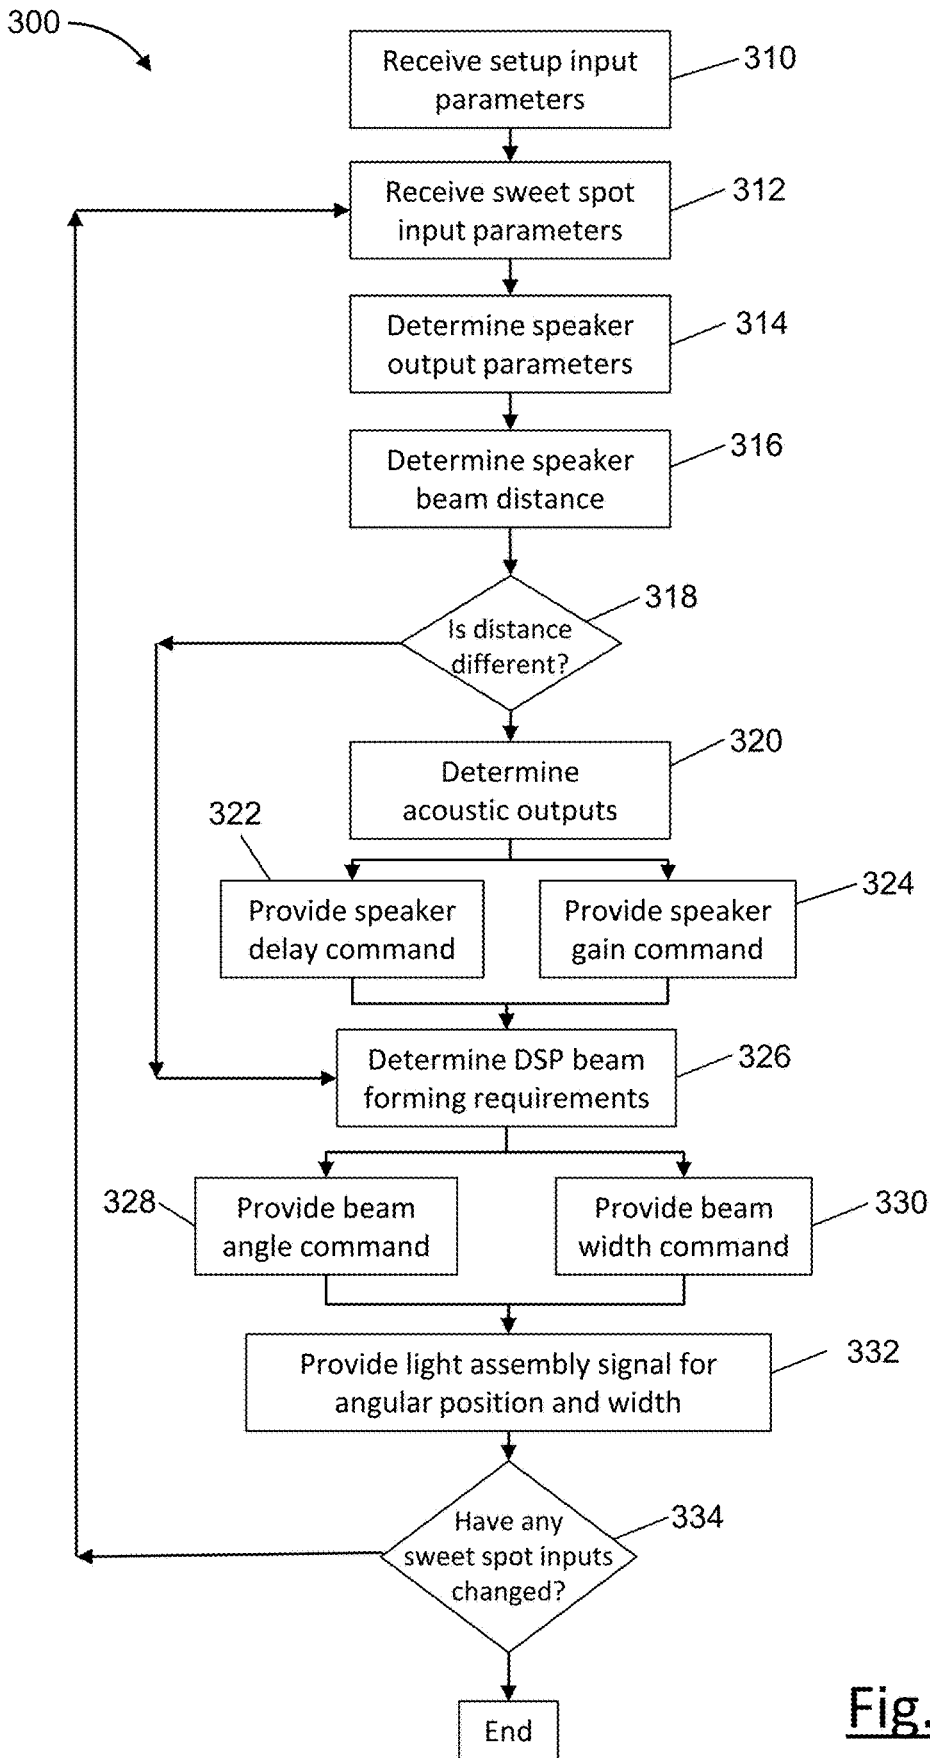 300
Receive setup input
parameters
310
Receive sweet spot
input parameters
312
Determine speaker
output parameters
314
Determine speaker
beam distance
316
Is distance
different?
318
Determine
acoustic outputs
320
322
Provide speaker
delay command
Provide speaker
gain command
324
Determine DSP beam
forming requirements
326
328
Provide beam
angle command
Provide beam
width command
330
Provide light assembly signal for
angular position and width
332
Have any
sweet spot inputs
changed?
334
End
Fig.